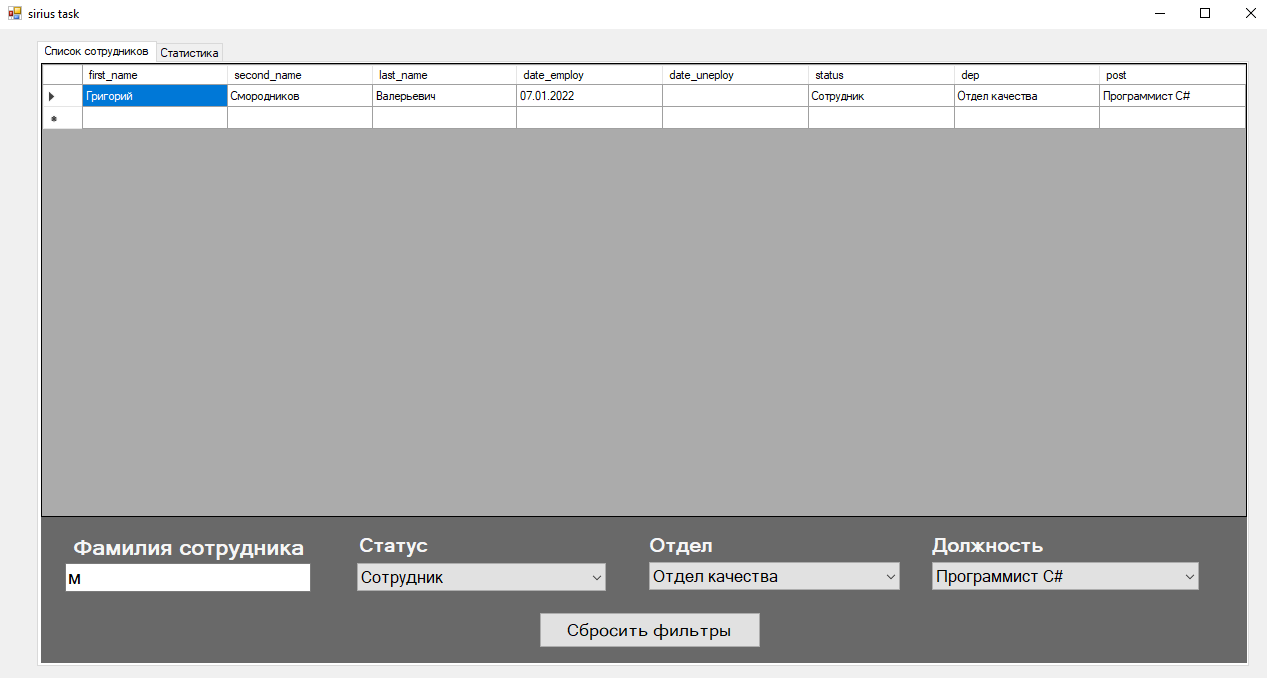 sirius task
Список сотрудников Статистика
first_name second_name last_name date_employ date_uneploy status dep post
Григорий Смородников Валерьевич 07.01.2022 Сотрудник Отдел качества Программист C#
Фамилия сотрудника Статус Отдел Должность
м Сотрудник Отдел качества Программист C#
Сбросить фильтры